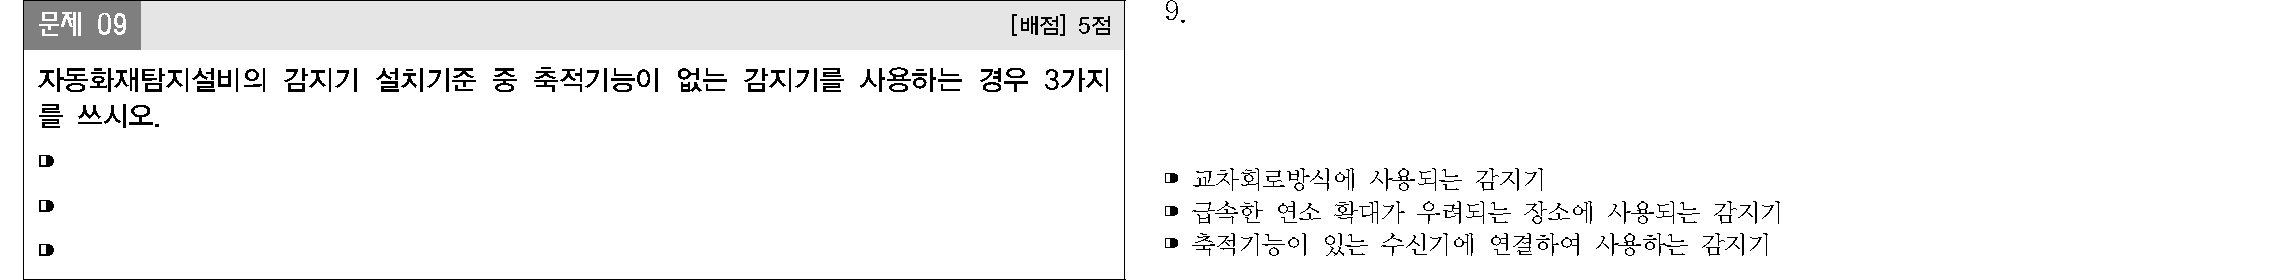 문제 09
[배점] 5점
자동화재탐지설비의 감지기 설치기준 중 축적기능이 없는 감지기를 사용하는 경우 3가지
를 쓰시오.
9.
교차회로방식에 사용되는 감지기
급속한 연소 확대가 우려되는 장소에 사용되는 감지기
축적기능이 있는 수신기에 연결하여 사용하는 감지기